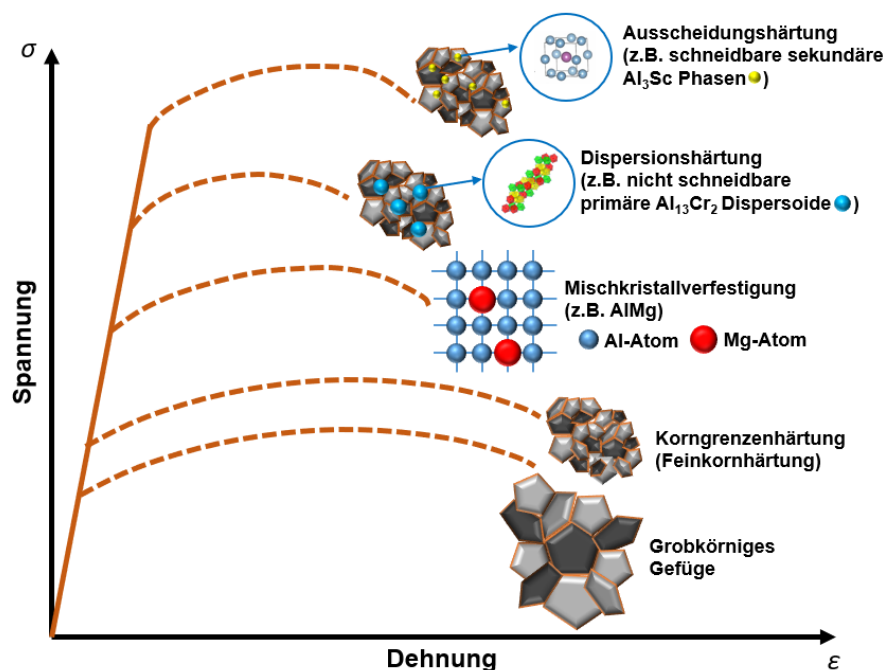 σ
Ausscheidungshärtung
(z.B. schneidbare sekundäre
Al₃Sc Phasen )
Dispersionshärtung
(z.B. nicht schneidbare
primäre Al₁₃Cr₂ Dispersoide )
Mischkristallverfestigung
(z.B. AlMg)
Al-Atom Mg-Atom
Spannung
Korngrenzenhärtung
(Feinkornhärtung)
Grobkörniges
Gefüge
Dehnung
ε